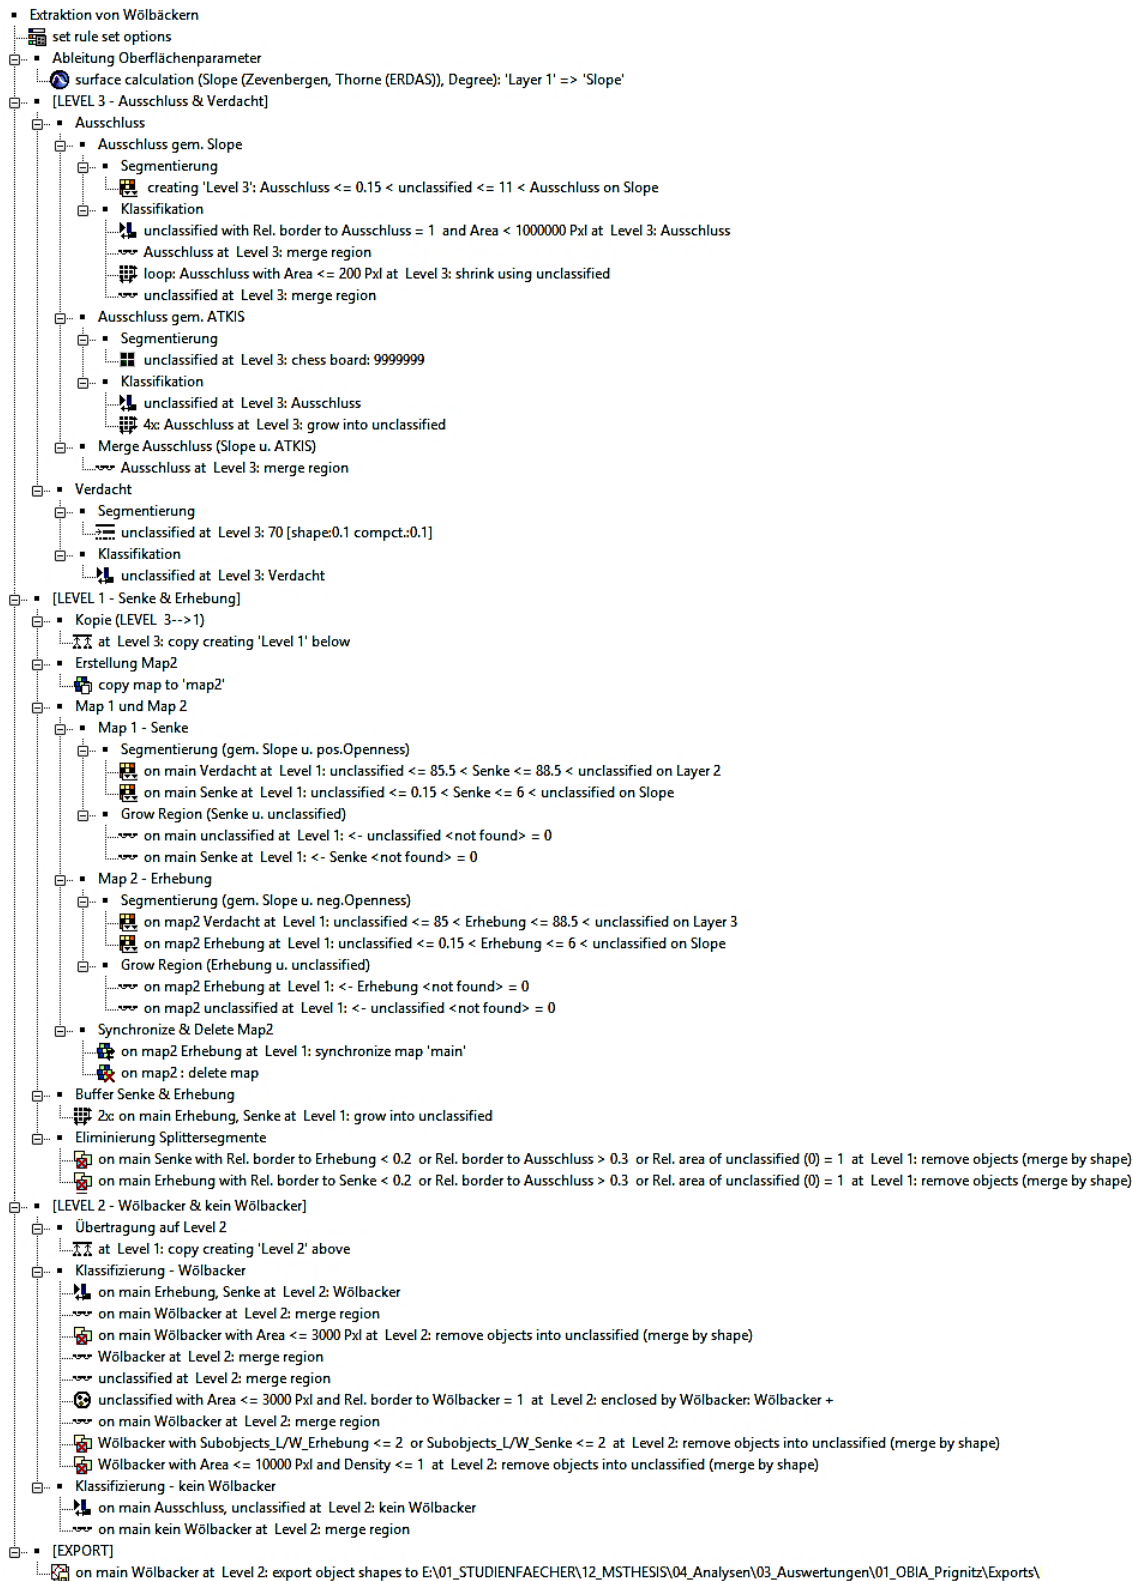 Extraktion von Wölbäckern
set rule set options
Ableitung Oberflächenparameter
surface calculation (Slope (Zevenbergen, Thorne (ERDAS)), Degree): 'Layer 1' => 'Slope'
[LEVEL 3 - Ausschluss & Verdacht]
Ausschluss
Ausschluss gem. Slope
Segmentierung
creating 'Level 3': Ausschluss <= 0.15 < unclassified <= 11 < Ausschluss on Slope
Klassifikation
unclassified with Rel. border to Ausschluss = 1 and Area < 1000000 Pxl at Level 3: Ausschluss
Ausschluss at Level 3: merge region
loop: Ausschluss with Area <= 200 Pxl at Level 3: shrink using unclassified
unclassified at Level 3: merge region
Ausschluss gem. ATKIS
Segmentierung
unclassified at Level 3: chess board: 9999999
Klassifikation
unclassified at Level 3: Ausschluss
4x: Ausschluss at Level 3: grow into unclassified
Merge Ausschluss (Slope u. ATKIS)
Ausschluss at Level 3: merge region
Verdacht
Segmentierung
unclassified at Level 3: 70 [shape:0.1 compct.:0.1]
Klassifikation
unclassified at Level 3: Verdacht
[LEVEL 1 - Senke & Erhebung]
Kopie (LEVEL 3-->1)
at Level 3: copy creating 'Level 1' below
Erstellung Map2
copy map to 'map2'
Map 1 und Map 2
Map 1 - Senke
Segmentierung (gem. Slope u. pos.Openness)
on main Verdacht at Level 1: unclassified <= 85.5 < Senke <= 88.5 < unclassified on Layer 2
on main Senke at Level 1: unclassified <= 0.15 < Senke <= 6 < unclassified on Slope
Grow Region (Senke u. unclassified)
on main unclassified at Level 1: <- unclassified <not found> = 0
on main Senke at Level 1: <- Senke <not found> = 0
Map 2 - Erhebung
Segmentierung (gem. Slope u. neg.Openness)
on map2 Verdacht at Level 1: unclassified <= 85 < Erhebung <= 88.5 < unclassified on Layer 3
on map2 Erhebung at Level 1: unclassified <= 0.15 < Erhebung <= 6 < unclassified on Slope
Grow Region (Erhebung u. unclassified)
on map2 Erhebung at Level 1: <- Erhebung <not found> = 0
on map2 unclassified at Level 1: <- unclassified <not found> = 0
Synchronize & Delete Map2
on map2 Erhebung at Level 1: synchronize map 'main'
on map2 : delete map
Buffer Senke & Erhebung
2x: on main Erhebung, Senke at Level 1: grow into unclassified
Eliminierung Splittersegmente
on main Senke with Rel. border to Erhebung < 0.2 or Rel. border to Ausschluss > 0.3 or Rel. area of unclassified (0) = 1 at Level 1: remove objects (merge by shape)
on main Erhebung with Rel. border to Senke < 0.2 or Rel. border to Ausschluss > 0.3 or Rel. area of unclassified (0) = 1 at Level 1: remove objects (merge by shape)
[LEVEL 2 - Wölbacker & kein Wölbacker]
Übertragung auf Level 2
at Level 1: copy creating 'Level 2' above
Klassifizierung - Wölbacker
on main Erhebung, Senke at Level 2: Wölbacker
on main Wölbacker at Level 2: merge region
on main Wölbacker with Area <= 3000 Pxl at Level 2: remove objects into unclassified (merge by shape)
Wölbacker at Level 2: merge region
unclassified at Level 2: merge region
unclassified with Area <= 3000 Pxl and Rel. border to Wölbacker = 1 at Level 2: enclosed by Wölbacker: Wölbacker +
on main Wölbacker at Level 2: merge region
Wölbacker with Subobjects_L/W_Erhebung <= 2 or Subobjects_L/W_Senke <= 2 at Level 2: remove objects into unclassified (merge by shape)
Wölbacker with Area <= 10000 Pxl and Density <= 1 at Level 2: remove objects into unclassified (merge by shape)
Klassifizierung - kein Wölbacker
on main Ausschluss, unclassified at Level 2: kein Wölbacker
on main kein Wölbacker at Level 2: merge region
[EXPORT]
on main Wölbacker at Level 2: export object shapes to E:\01_STUDIENFAECHER\12_MSTHESIS\04_Analysen\03_Auswertungen\01_OBIA_Prignitz\Exports\